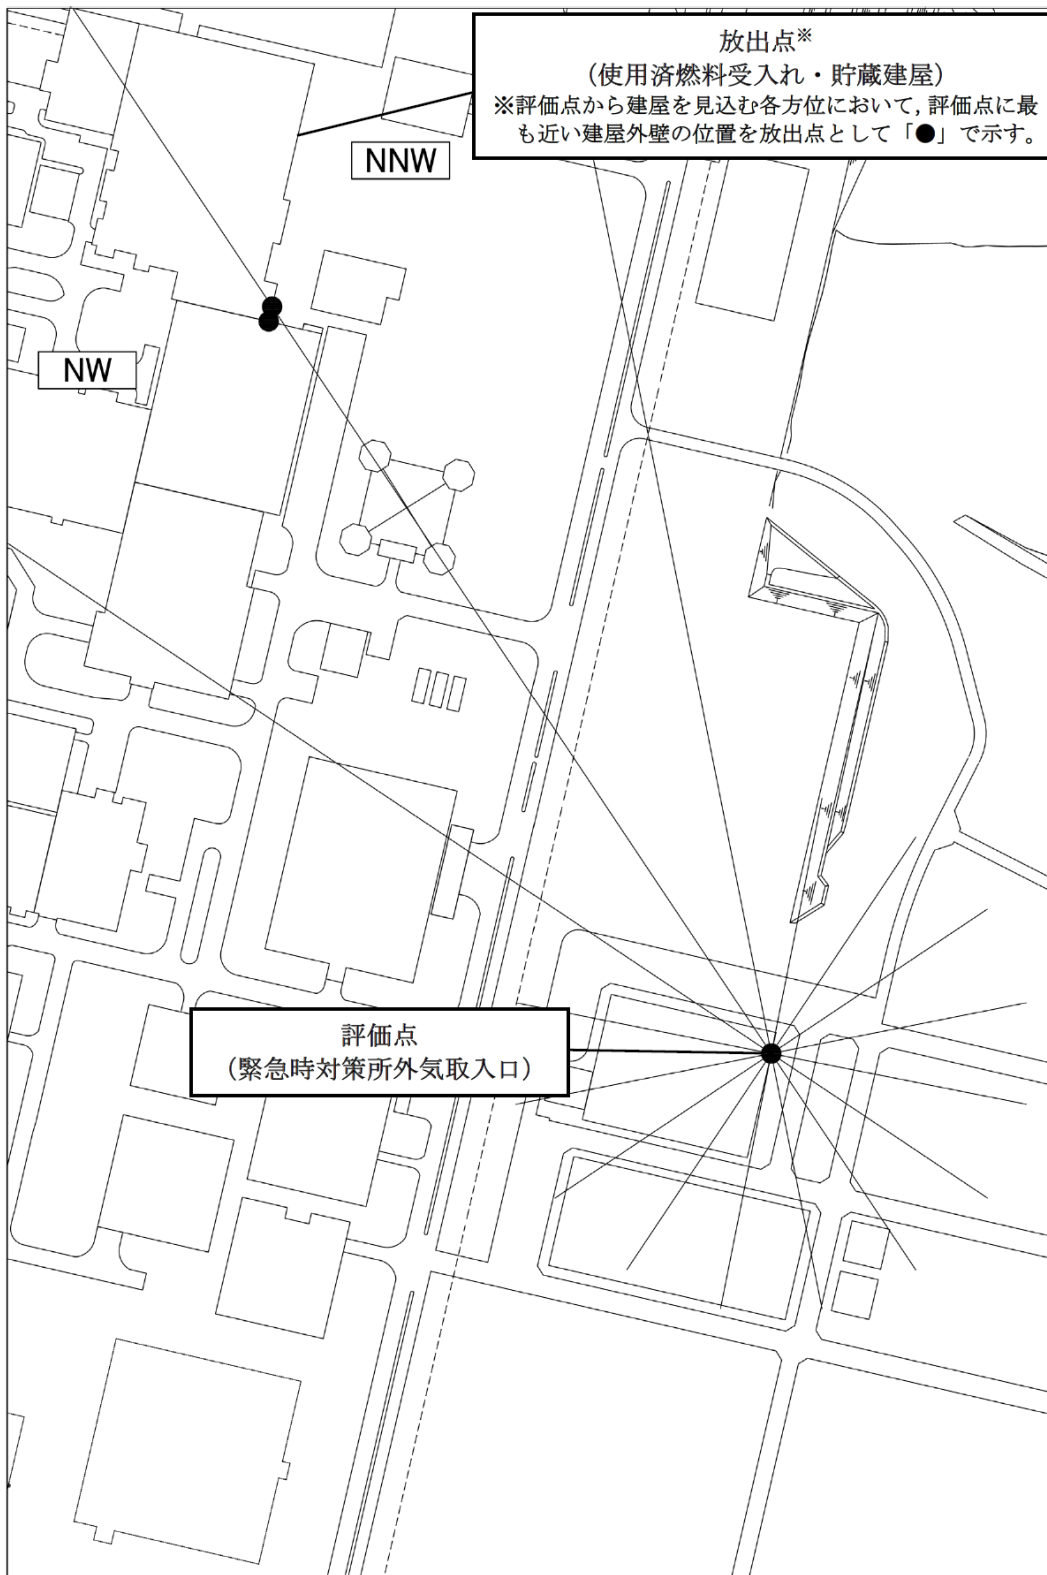 放出点※
(使用済燃料受入れ・貯蔵建屋)
※評価点から建屋を見込む各方位において,評価点に最
も近い建屋外壁の位置を放出点として「●」で示す。
NNW
NW
評価点
(緊急時対策所外気取入口)